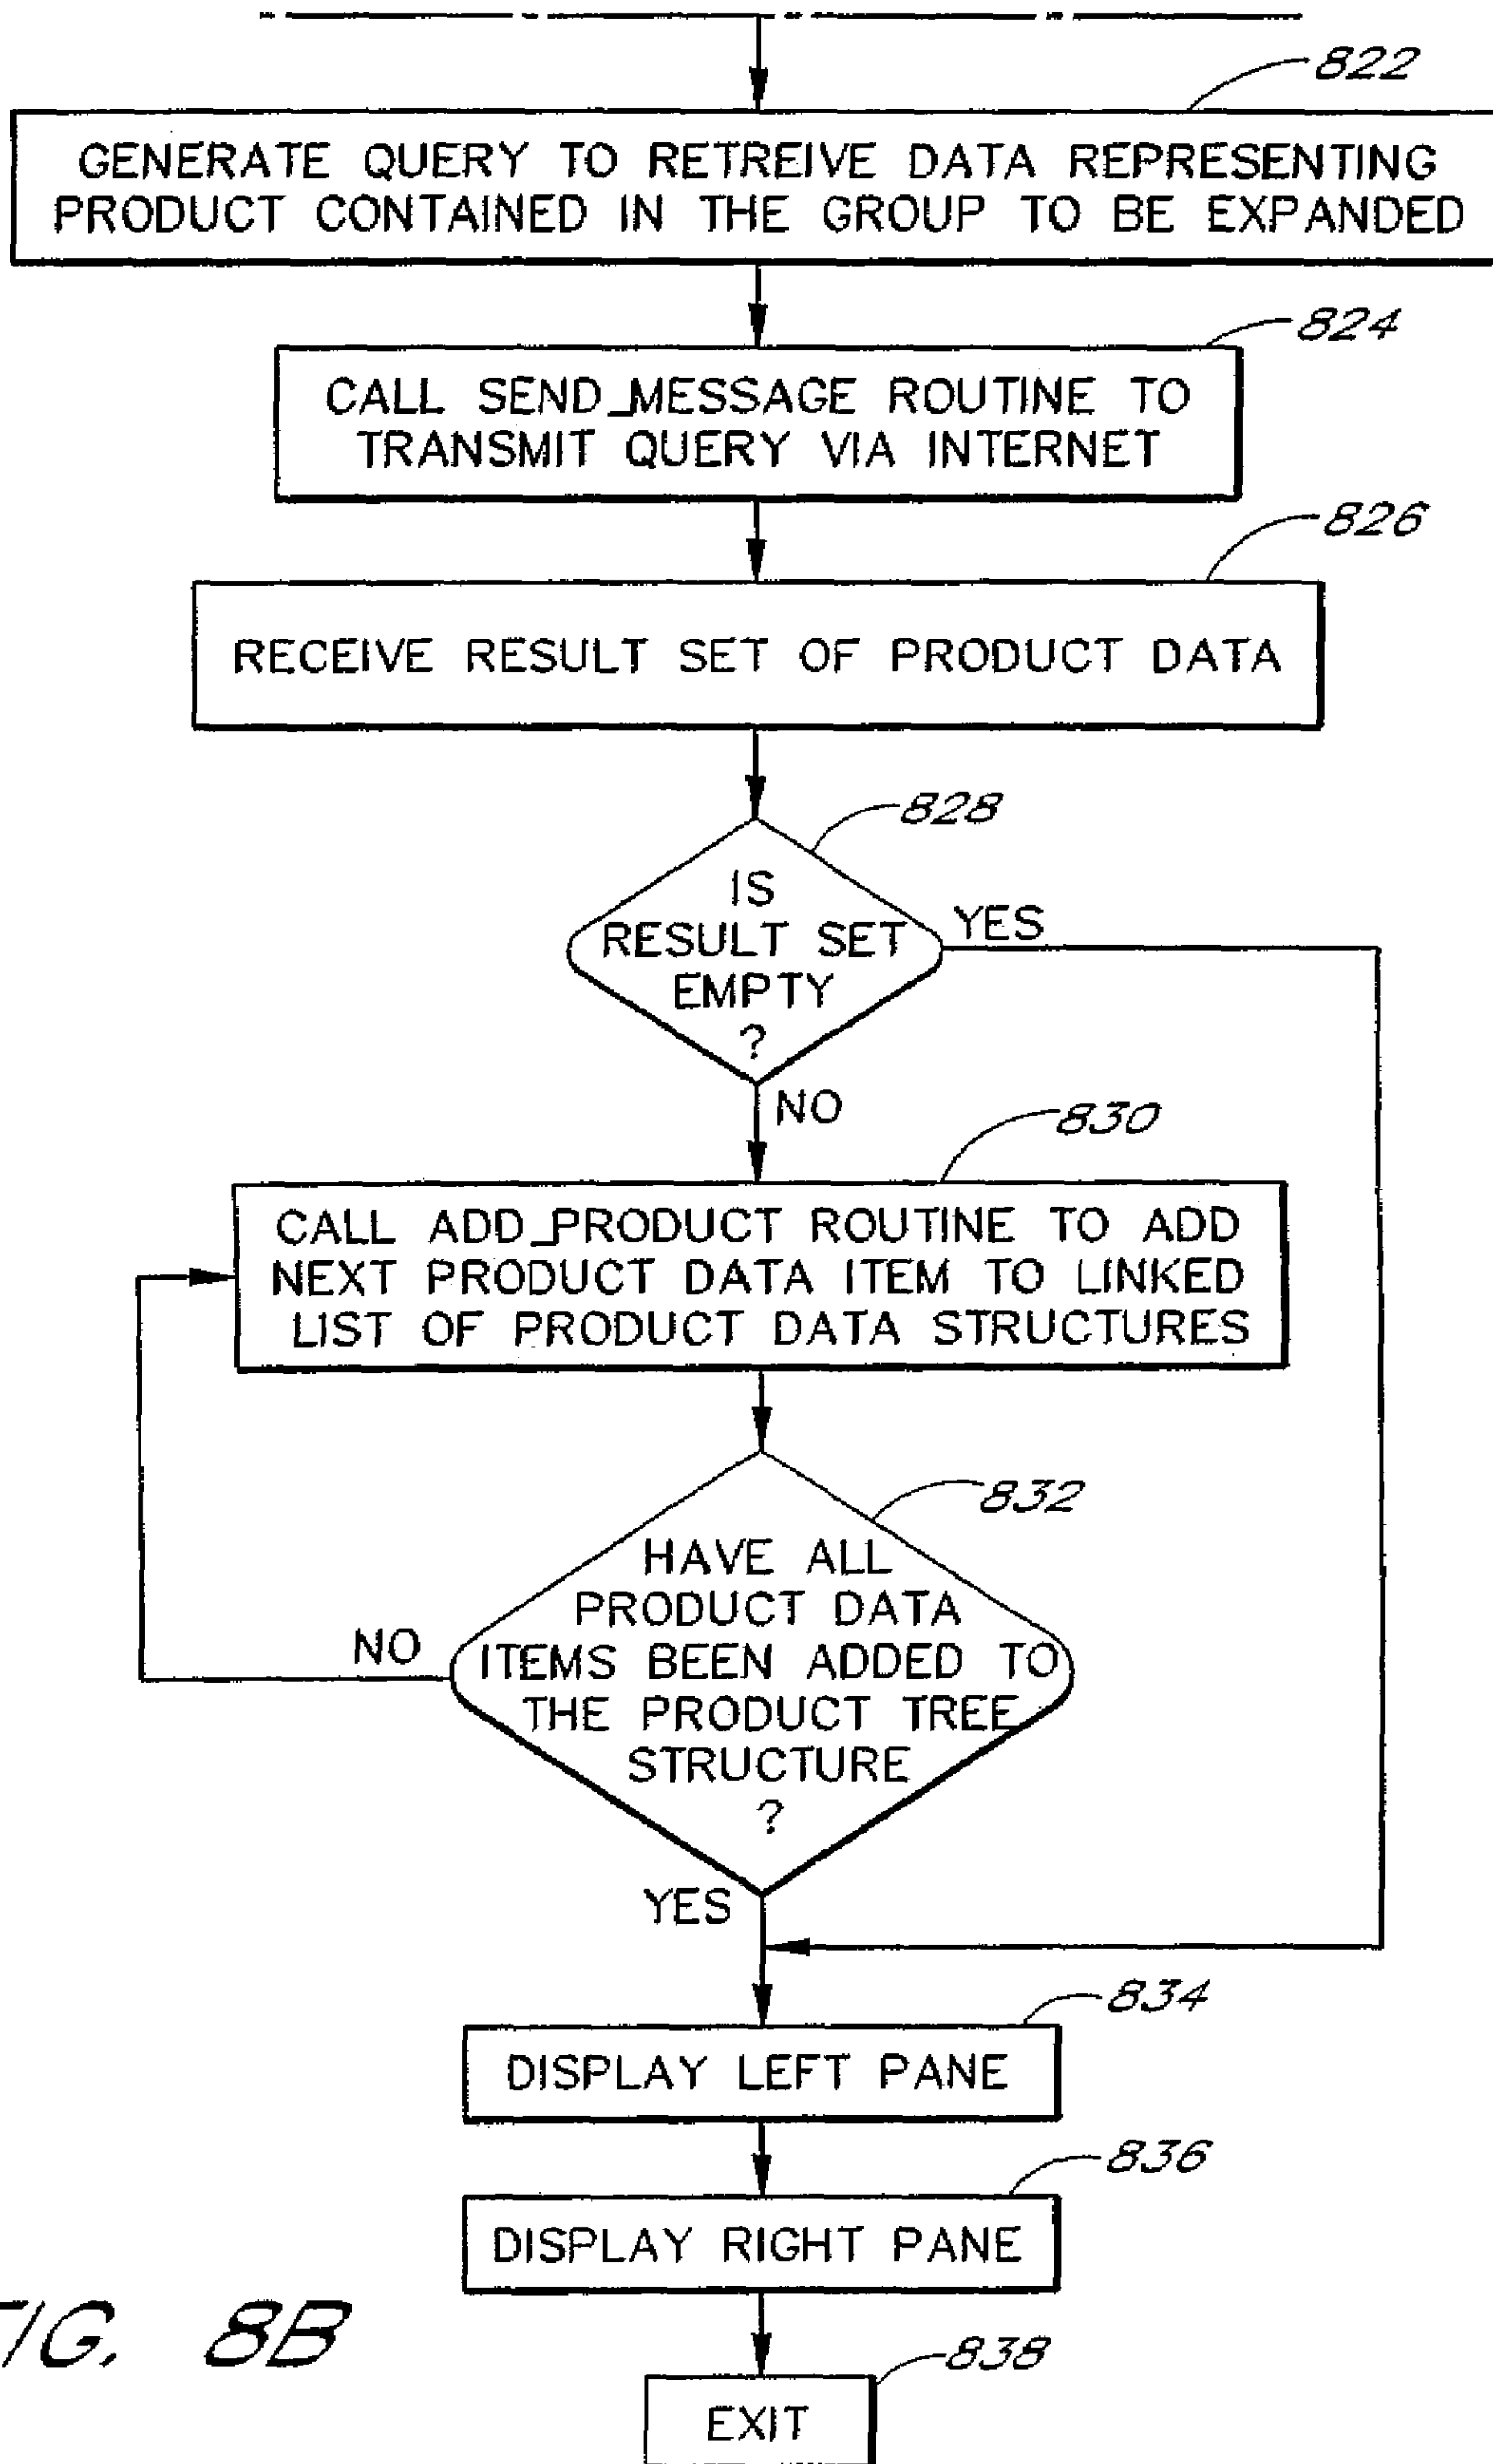 822
GENERATE QUERY TO RETREIVE DATA REPRESENTING
PRODUCT CONTAINED IN THE GROUP TO BE EXPANDED
824
CALL SEND_MESSAGE ROUTINE TO
TRANSMIT QUERY VIA INTERNET
826
RECEIVE RESULT SET OF PRODUCT DATA
828
IS
RESULT SET
EMPTY
?
YES
NO
830
CALL ADD_PRODUCT ROUTINE TO ADD
NEXT PRODUCT DATA ITEM TO LINKED
LIST OF PRODUCT DATA STRUCTURES
832
HAVE ALL
PRODUCT DATA
ITEMS BEEN ADDED TO
THE PRODUCT TREE
STRUCTURE
?
NO
YES
834
DISPLAY LEFT PANE
836
DISPLAY RIGHT PANE
838
EXIT
FIG. 8B